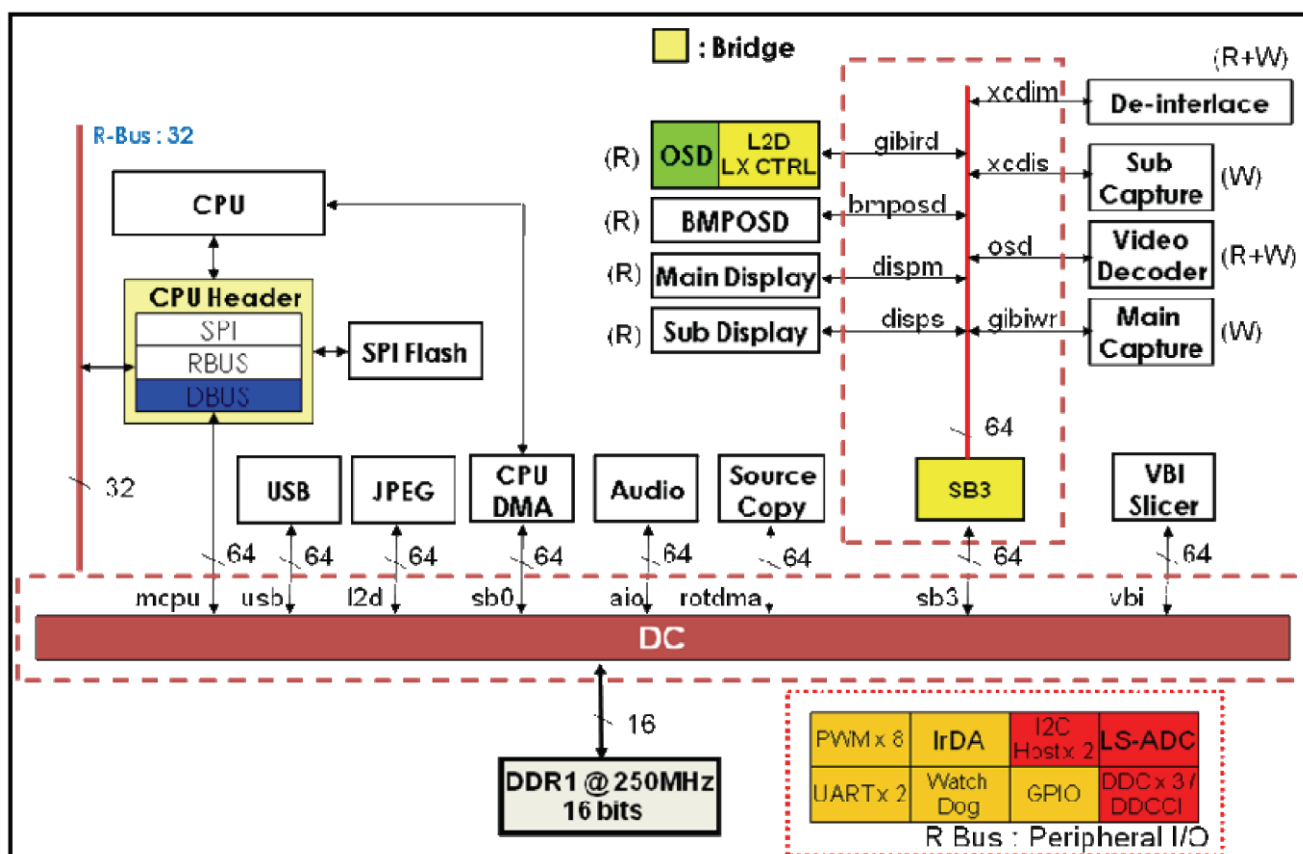 : Bridge
(R+W)
R-Bus : 32
xcdim
De-interlace
(R)
OSD
L2D
LX CTRL
gibird
xcdis
Sub
Capture
(W)
CPU
(R)
BMPOSD
bmposd
osd
Video
Decoder
(R+W)
(R)
Main Display
dispm
CPU Header
SPI
RBUS
DBUS
SPI Flash
(R)
Sub Display
disps
gibiwr
Main
Capture
(W)
64
32
USB
JPEG
CPU
DMA
Audio
Source
Copy
SB3
VBI
Slicer
64
64
64
64
64
64
64
64
mcpu
usb
l2d
sb0
aio
rotdma
sb3
vbi
DC
16
DDR1 @ 250MHz
16 bits
PWM x 8
IrDA
I2C
Host x 2
LS-ADC
UART x 2
Watch
Dog
GPIO
DDC x 3 /
DDCCI
R Bus : Peripheral I/O